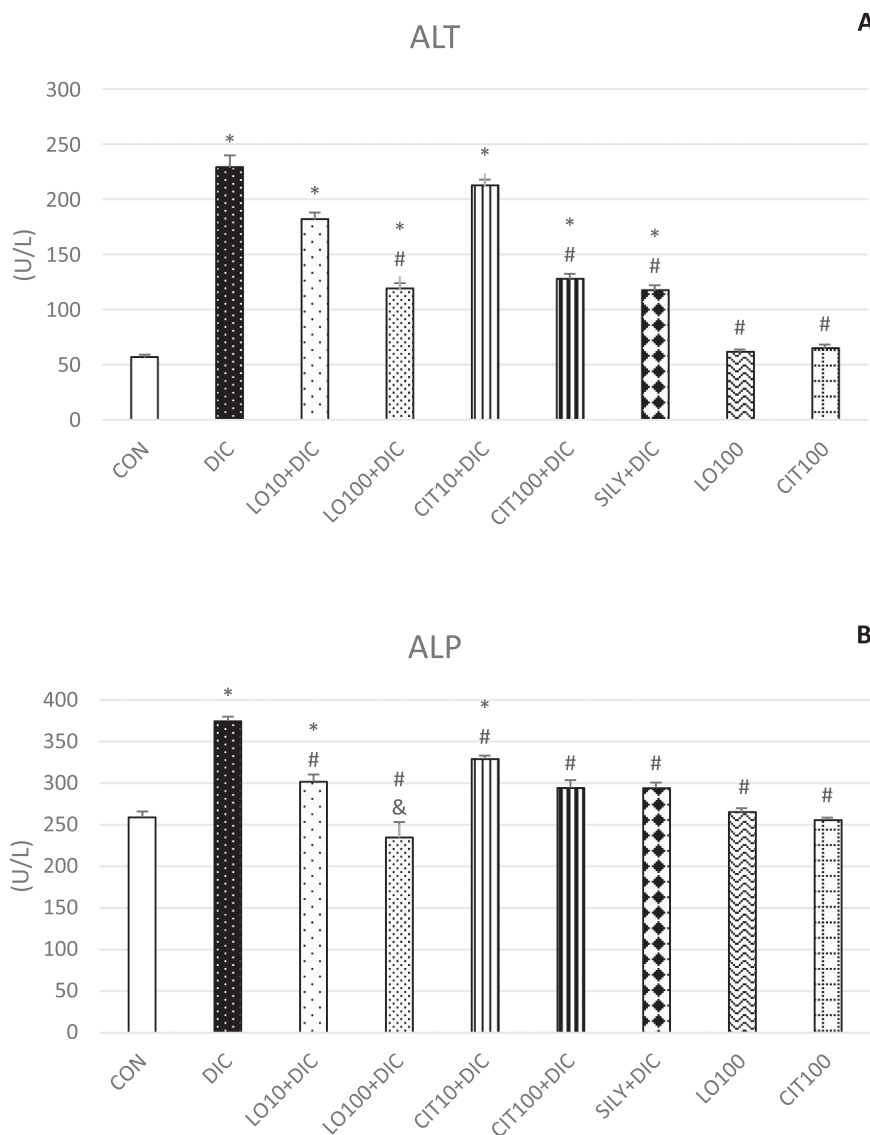 A
ALT
300
250
200
150
100
50
0
(U/L)
*
*
*
#
*
*
#
*
#
#
#
CON
DIC
LO10+DIC
LO100+DIC
CIT10+DIC
CIT100+DIC
SILY+DIC
LO100
CIT100
B
ALP
400
350
300
250
200
150
100
50
0
(U/L)
*
*
#
#
&
*
#
#
#
#
#
CON
DIC
LO10+DIC
LO100+DIC
CIT10+DIC
CIT100+DIC
SILY+DIC
LO100
CIT100